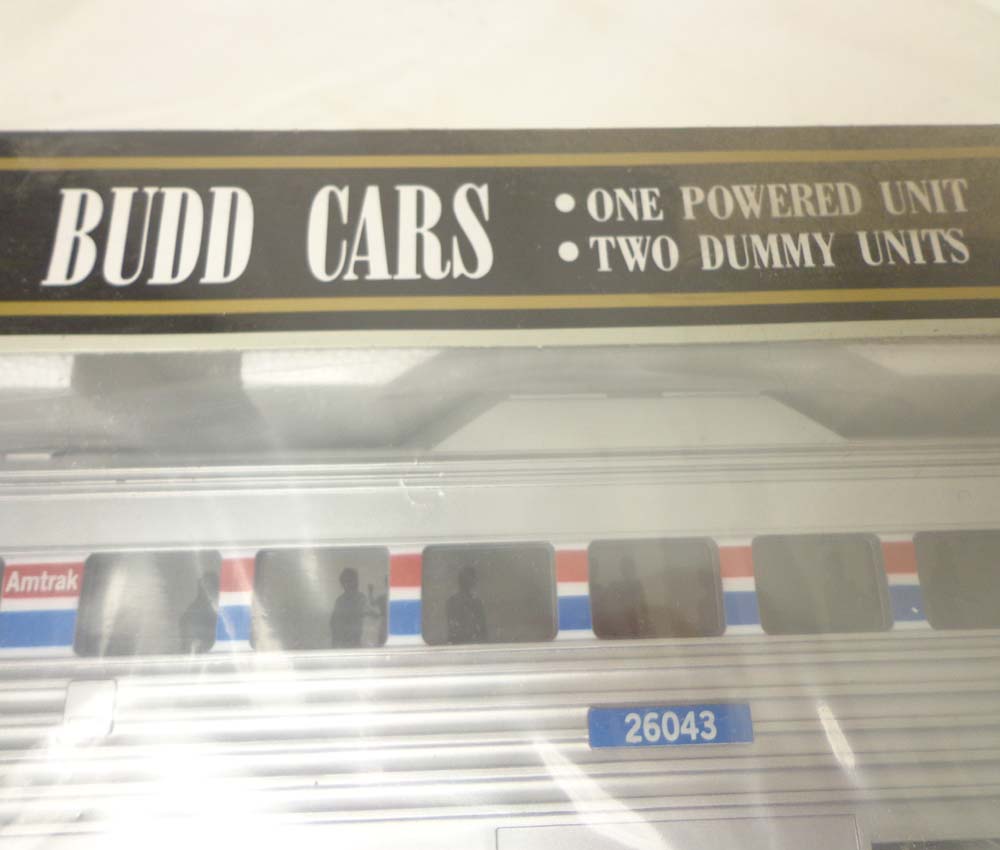 BUDD CARS
• ONE POWERED UNIT
• TWO DUMMY UNITS
Amtrak
26043